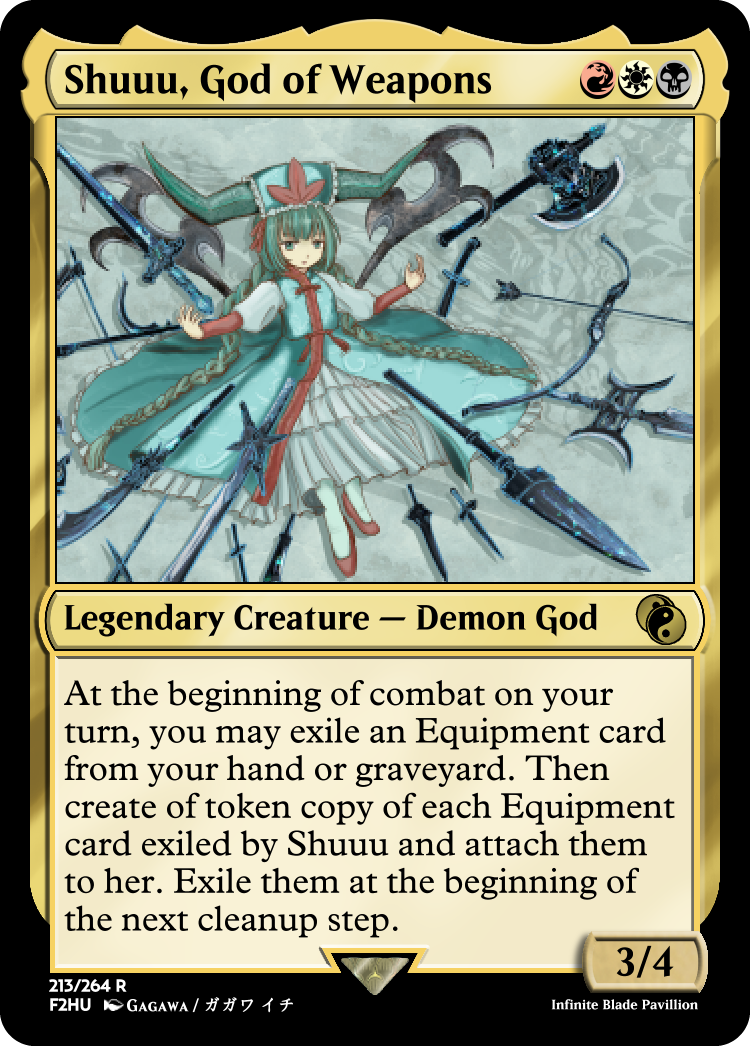 Shuuu, God of Weapons
Legendary Creature — Demon God
At the beginning of combat on your
turn, you may exile an Equipment card
from your hand or graveyard. Then
create of token copy of each Equipment
card exiled by Shuuu and attach them
to her. Exile them at the beginning of
the next cleanup step.
3/4
213/264 R
F2HU Gagawa / ガガワ イチ
Infinite Blade Pavillion